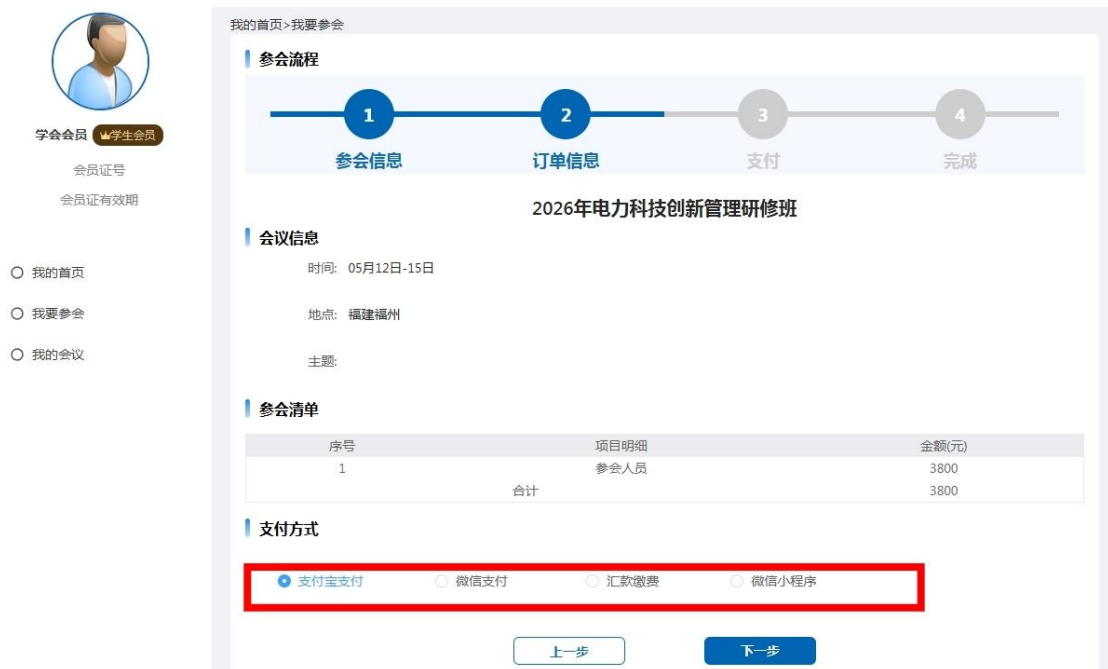 我的首页>我要参会
参会流程
1
2
3
4
参会信息
订单信息
支付
完成
学会会员 学生会员
会员证号
会员证有效期
我的首页
我要参会
我的会议
2026年电力科技创新管理研修班
会议信息
时间: 05月12日-15日
地点: 福建福州
主题:
参会清单
序号 项目明细 金额(元)
1 参会人员 3800
合计 3800
支付方式
支付宝支付 微信支付 汇款缴费 微信小程序
上一步 下一步